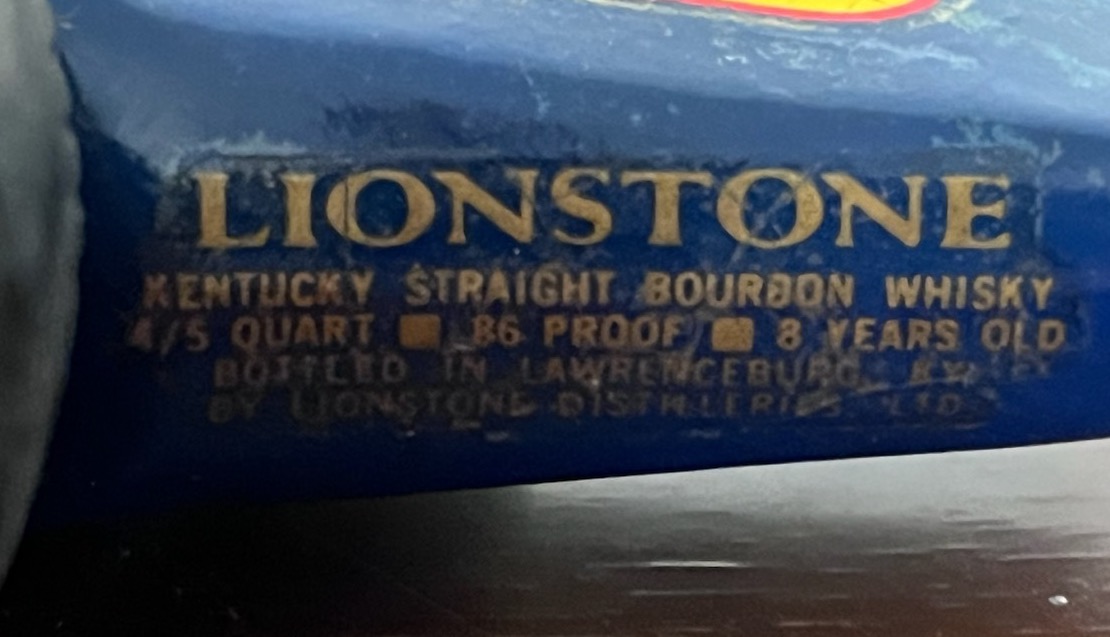 LIONSTONE
KENTUCKY STRAIGHT BOURBON WHISKY
4/5 QUART ■ 86 PROOF ■ 8 YEARS OLD
BOTTLED IN LAWRENCEBURG, KY.
BY LIONSTONE DISTILLERIES LTD.